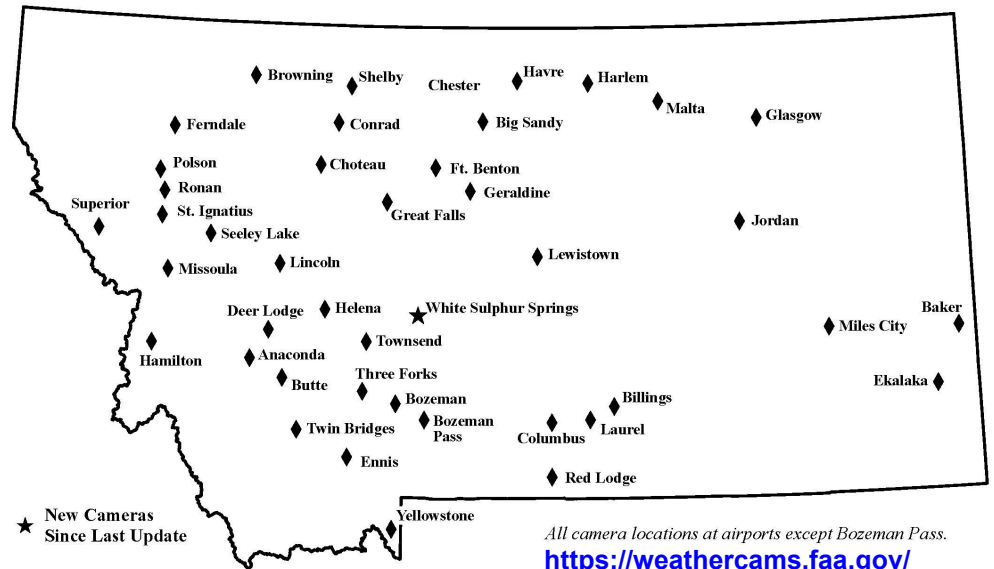 Browning
Shelby
Chester
Havre
Harlem
Malta
Glasgow
Ferndale
Conrad
Big Sandy
Polson
Choteau
Ft. Benton
Ronan
Geraldine
Superior
St. Ignatius
Great Falls
Seeley Lake
Jordan
Missoula
Lincoln
Lewistown
Deer Lodge
Helena
White Sulphur Springs
Baker
Miles City
Hamilton
Anaconda
Townsend
Butte
Three Forks
Ekalaka
Bozeman
Billings
Twin Bridges
Bozeman
Pass
Columbus
Laurel
Ennis
Red Lodge
Yellowstone
New Cameras
Since Last Update
All camera locations at airports except Bozeman Pass.
https://weathercams.faa.gov/